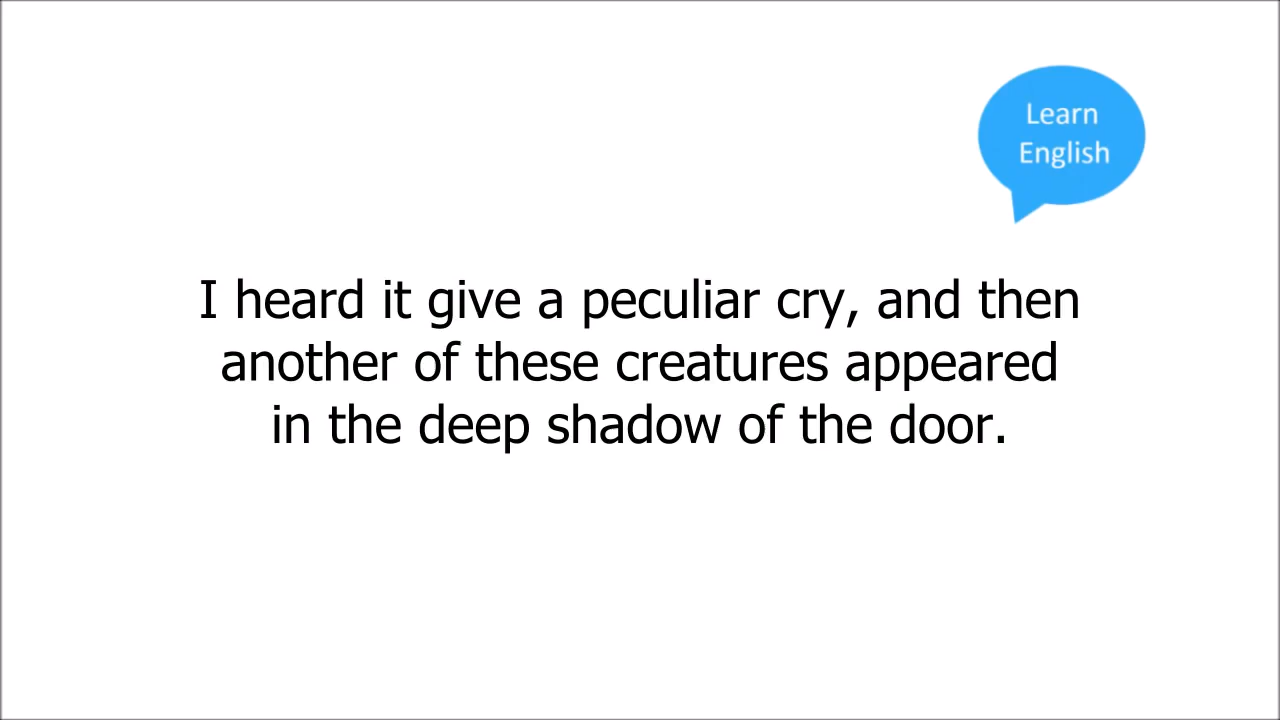 Learn
English
I heard it give a peculiar cry, and then
another of these creatures appeared
in the deep shadow of the door.